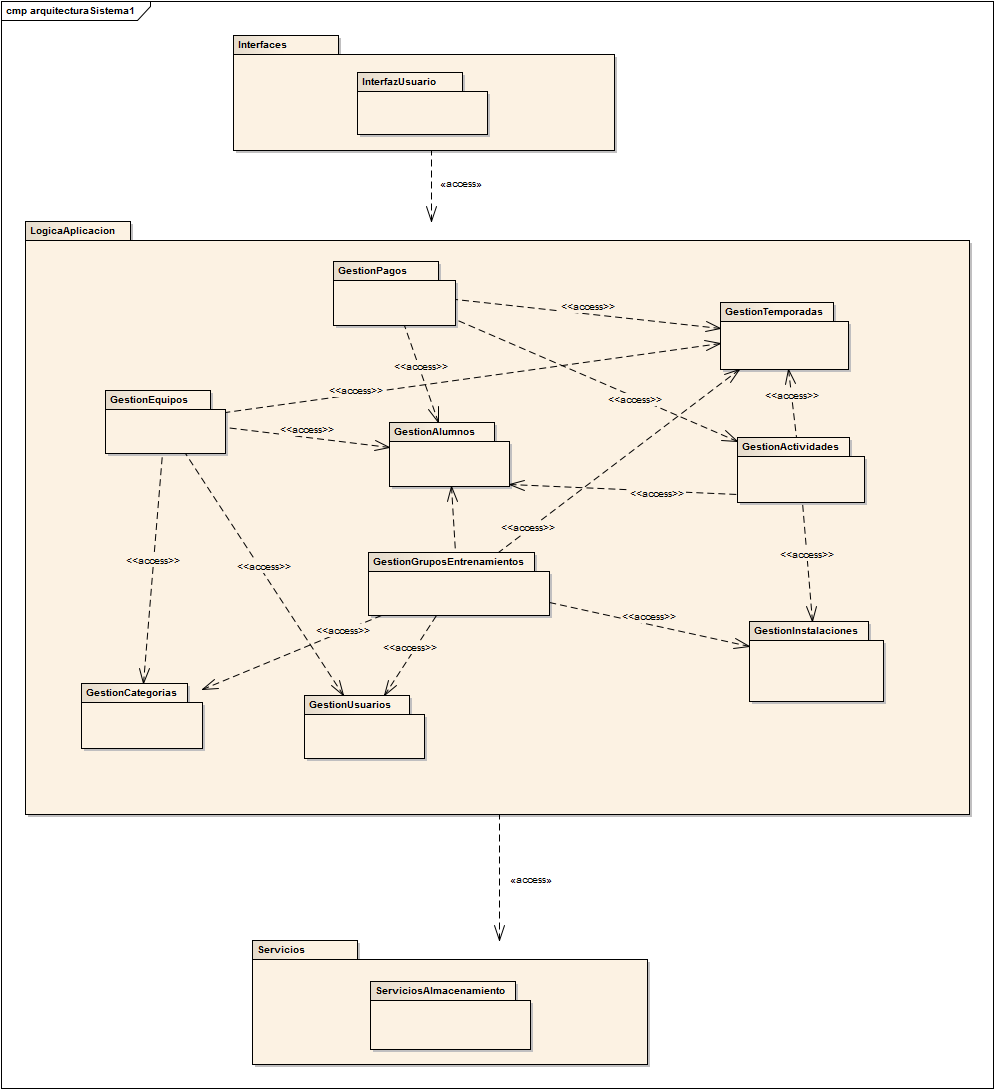 cmp arquitecturaSistema1
Interfaces
InterfazUsuario
«access»
LogicaAplicacion
GestionPagos
<<access>>
GestionTemporadas
<<access>>
<<access>>
GestionEquipos
<<access>>
<<access>>
<<access>>
GestionAlumnos
GestionActividades
<<access>>
<<access>>
<<access>>
<<access>>
GestionGruposEntrenamientos
<<access>>
<<access>>
<<access>>
<<access>>
GestionInstalaciones
GestionCategorias
GestionUsuarios
«access»
Servicios
ServiciosAlmacenamiento